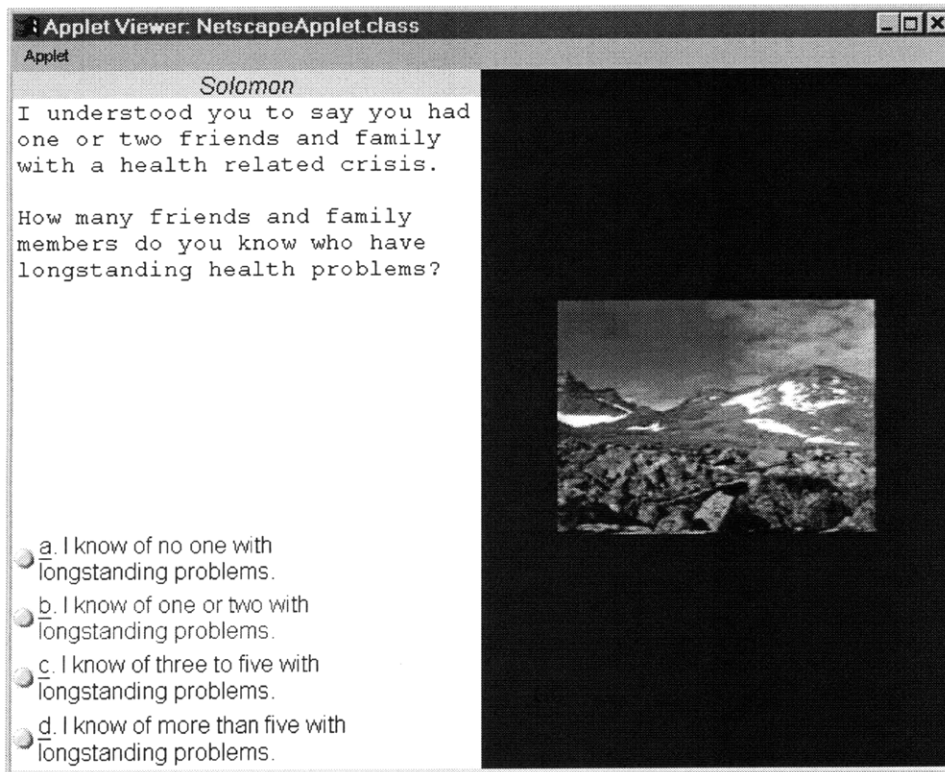 Applet Viewer: NetscapeApplet.class
Applet
Solomon
I understood you to say you had
one or two friends and family
with a health related crisis.
How many friends and family
members do you know who have
longstanding health problems?
a. I know of no one with
longstanding problems.
b. I know of one or two with
longstanding problems.
c. I know of three to five with
longstanding problems.
d. I know of more than five with
longstanding problems.